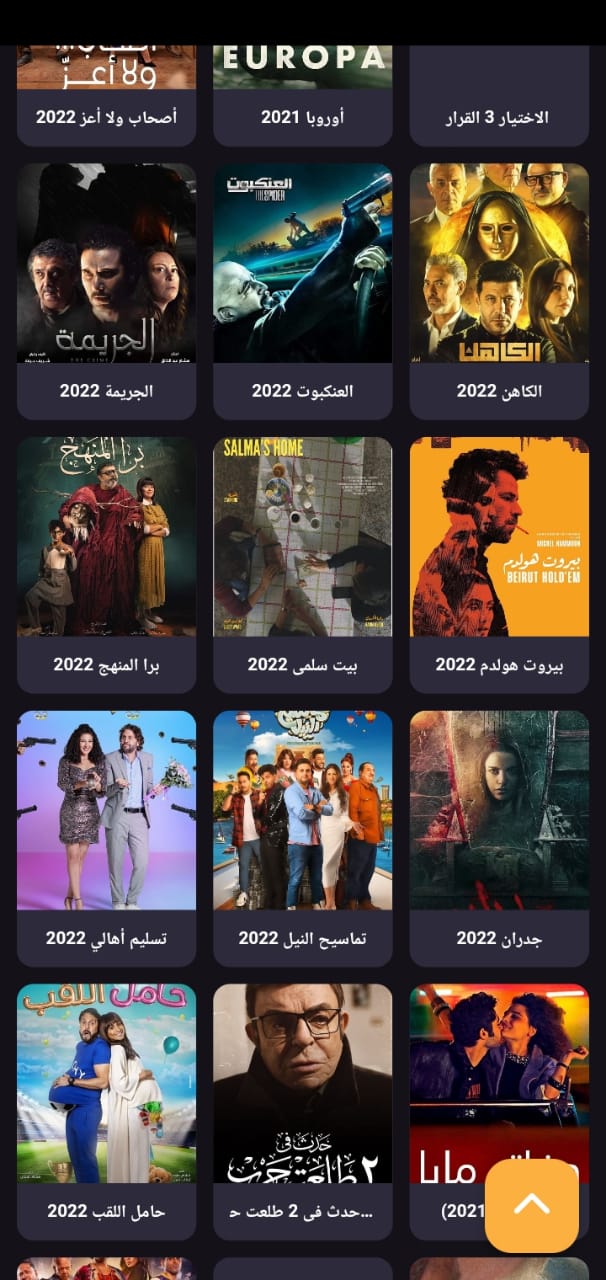 ولا أعز
EUROPA
الاختيار 3 القرار
أوروبا 2021
أصحاب ولا أعز 2022
الكاهن
العنكبوت
THE SPIDER
الجريمة
THE CRIME
الكاهن 2022
العنكبوت 2022
الجريمة 2022
بيروت هولدم
BEIRUT HOLD'EM
SALMA'S HOME
برا المنهج
بيروت هولدم 2022
بيت سلمى 2022
برا المنهج 2022
جدران 2022
تماسيح النيل 2022
تسليم أهالي 2022
حدث فى
٢ طلعت حرب
حامل اللقب
2021)
حدث فى 2 طلعت حـ...
حامل اللقب 2022